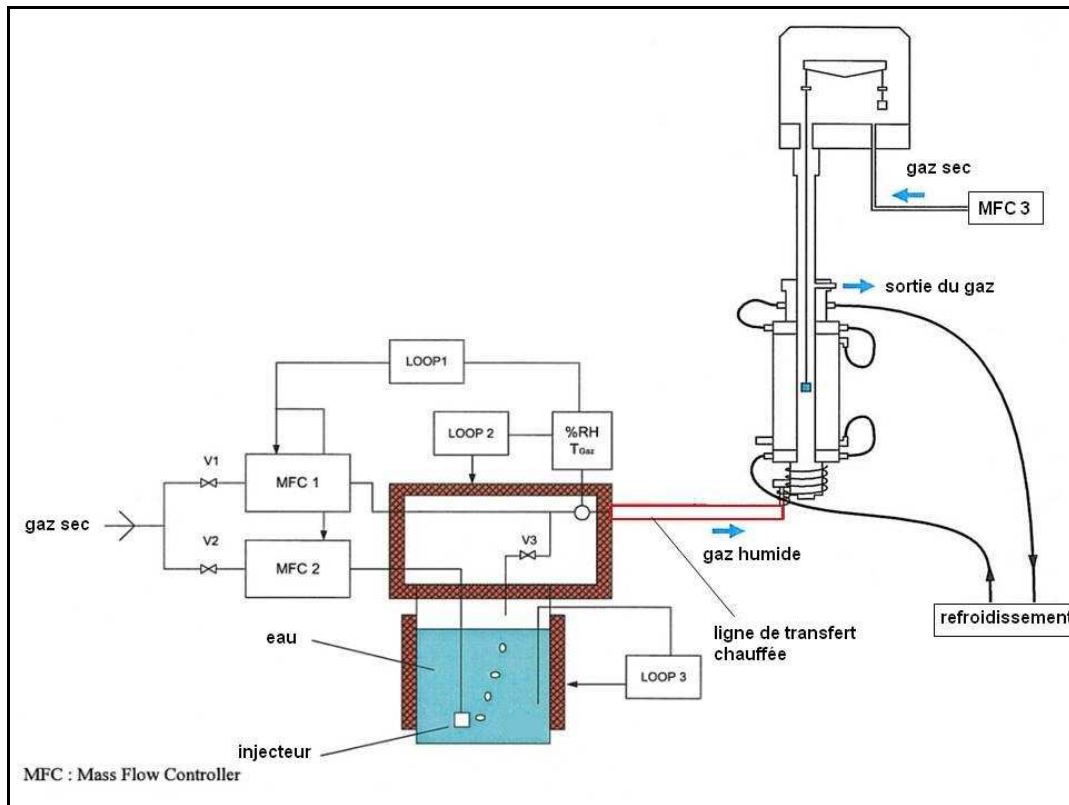 gaz sec
MFC 3
sortie du gaz
LOOP1
LOOP 2
%RH
TGaz
V1
MFC 1
gaz sec
V2
MFC 2
V3
gaz humide
refroidissement
ligne de transfert
chauffée
eau
LOOP 3
injecteur
MFC : Mass Flow Controller